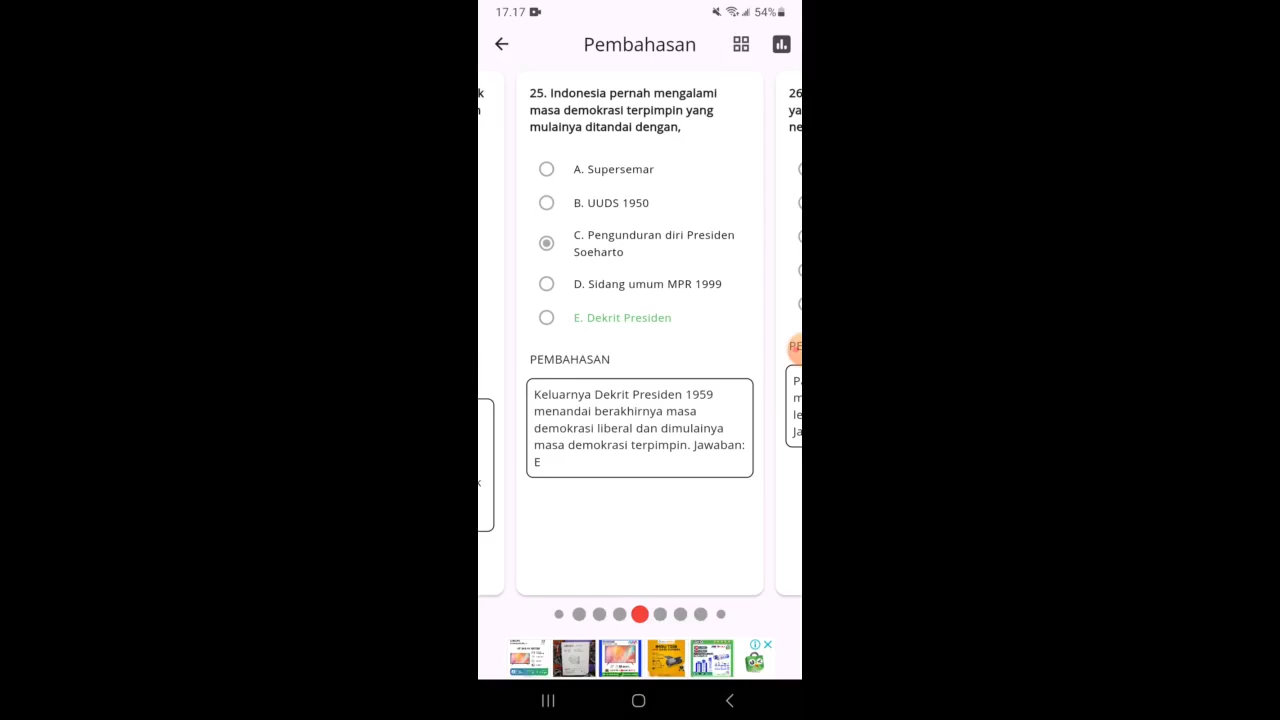 17.17
54%
Pembahasan
25. Indonesia pernah mengalami
masa demokrasi terpimpin yang
mulainya ditandai dengan,
A. Supersemar
B. UUDS 1950
C. Pengunduran diri Presiden
Soeharto
D. Sidang umum MPR 1999
E. Dekrit Presiden
PEMBAHASAN
Keluarnya Dekrit Presiden 1959
menandai berakhirnya masa
demokrasi liberal dan dimulainya
masa demokrasi terpimpin. Jawaban:
E
k
26
ya
ne